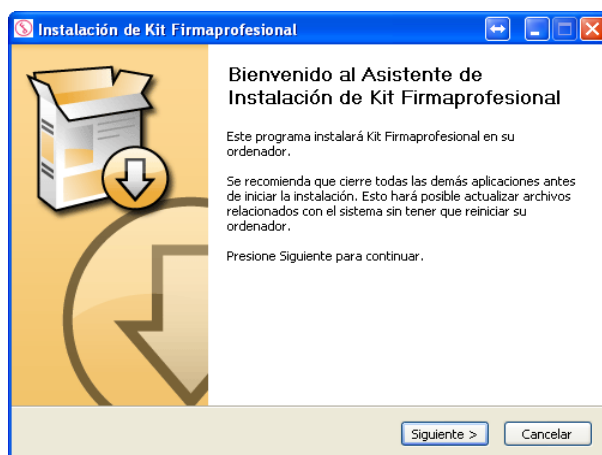 Instalación de Kit Firmaprofesional
Bienvenido al Asistente de
Instalación de Kit Firmaprofesional
Este programa instalará Kit Firmaprofesional en su
ordenador.
Se recomienda que cierre todas las demás aplicaciones antes
de iniciar la instalación. Esto hará posible actualizar archivos
relacionados con el sistema sin tener que reiniciar su
ordenador.
Presione Siguiente para continuar.
Siguiente >
Cancelar